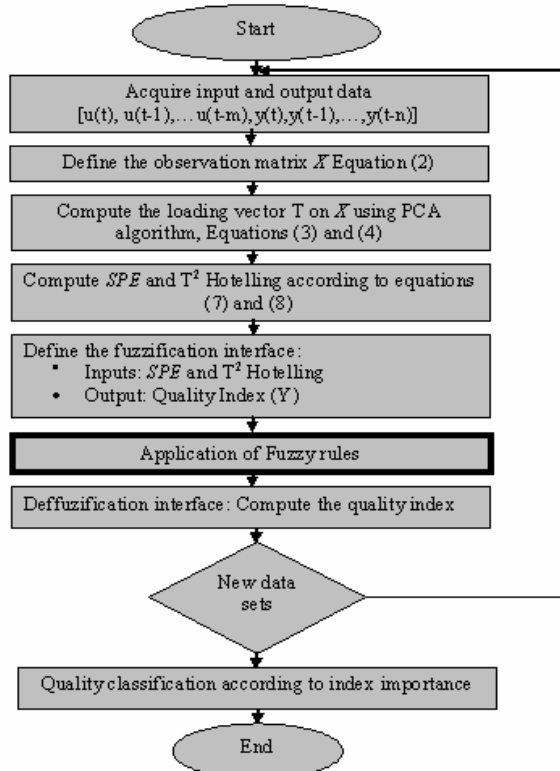 Start
Acquire input and output data
[u(t), u(t-1),…u(t-m),y(t),y(t-1),…,y(t-n)]
Define the observation matrix X Equation (2)
Compute the loading vector T on X using PCA
algorithm, Equations (3) and (4)
Compute SPE and T² Hotelling according to equations
(7) and (8)
Define the fuzzification interface:
▪ Inputs: SPE and T² Hotelling
• Output: Quality Index (Y)
Application of Fuzzy rules
Deffuzification interface: Compute the quality index
New data
sets
Quality classification according to index importance
End